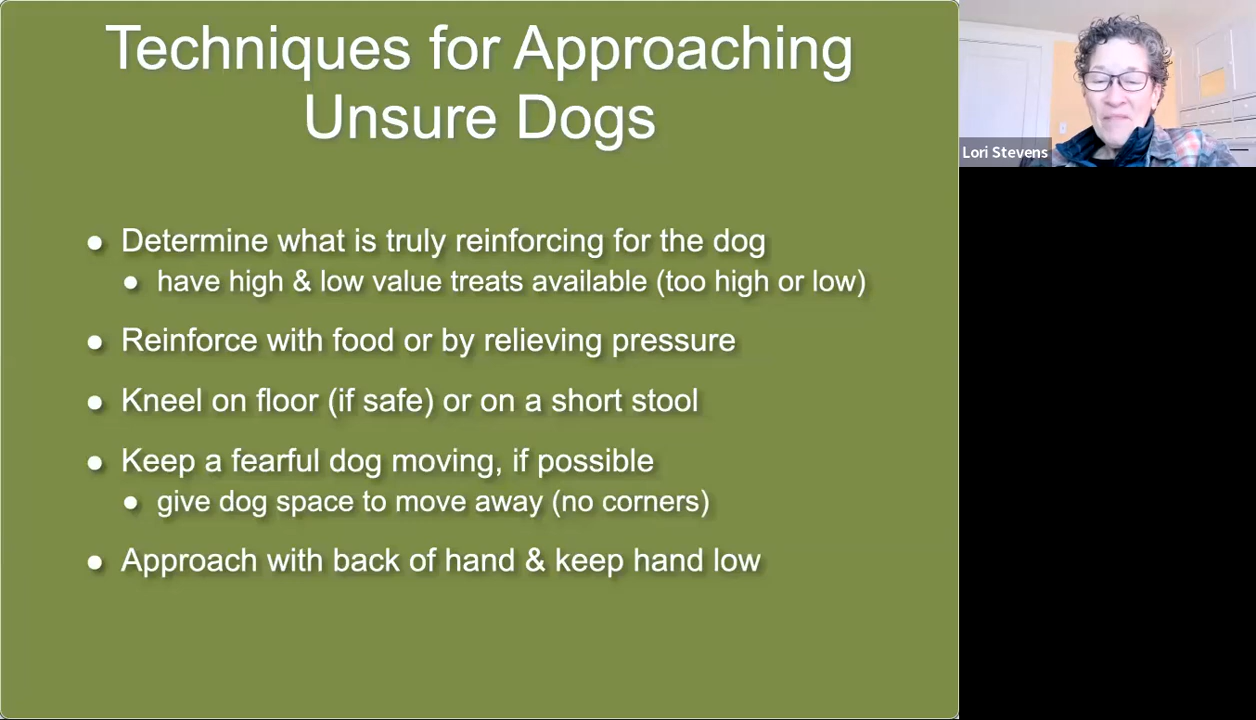 Techniques for Approaching
Unsure Dogs
● Determine what is truly reinforcing for the dog
● have high & low value treats available (too high or low)
● Reinforce with food or by relieving pressure
● Kneel on floor (if safe) or on a short stool
● Keep a fearful dog moving, if possible
● give dog space to move away (no corners)
● Approach with back of hand & keep hand low
Lori Stevens